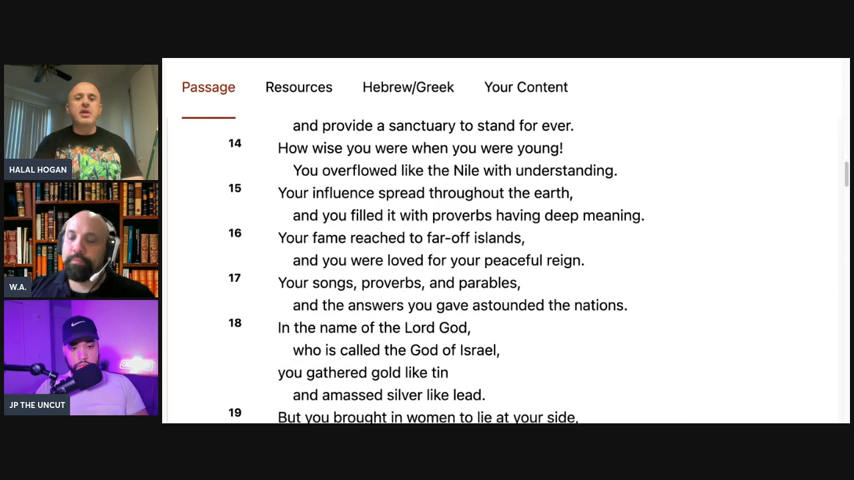 HALAL HOGAN
W.A.
JP THE UNCUT
Passage Resources Hebrew/Greek Your Content
and provide a sanctuary to stand for ever.
14 How wise you were when you were young!
You overflowed like the Nile with understanding.
15 Your influence spread throughout the earth,
and you filled it with proverbs having deep meaning.
16 Your fame reached to far-off islands,
and you were loved for your peaceful reign.
17 Your songs, proverbs, and parables,
and the answers you gave astounded the nations.
18 In the name of the Lord God,
who is called the God of Israel,
you gathered gold like tin
and amassed silver like lead.
19 But you brought in women to lie at your side,